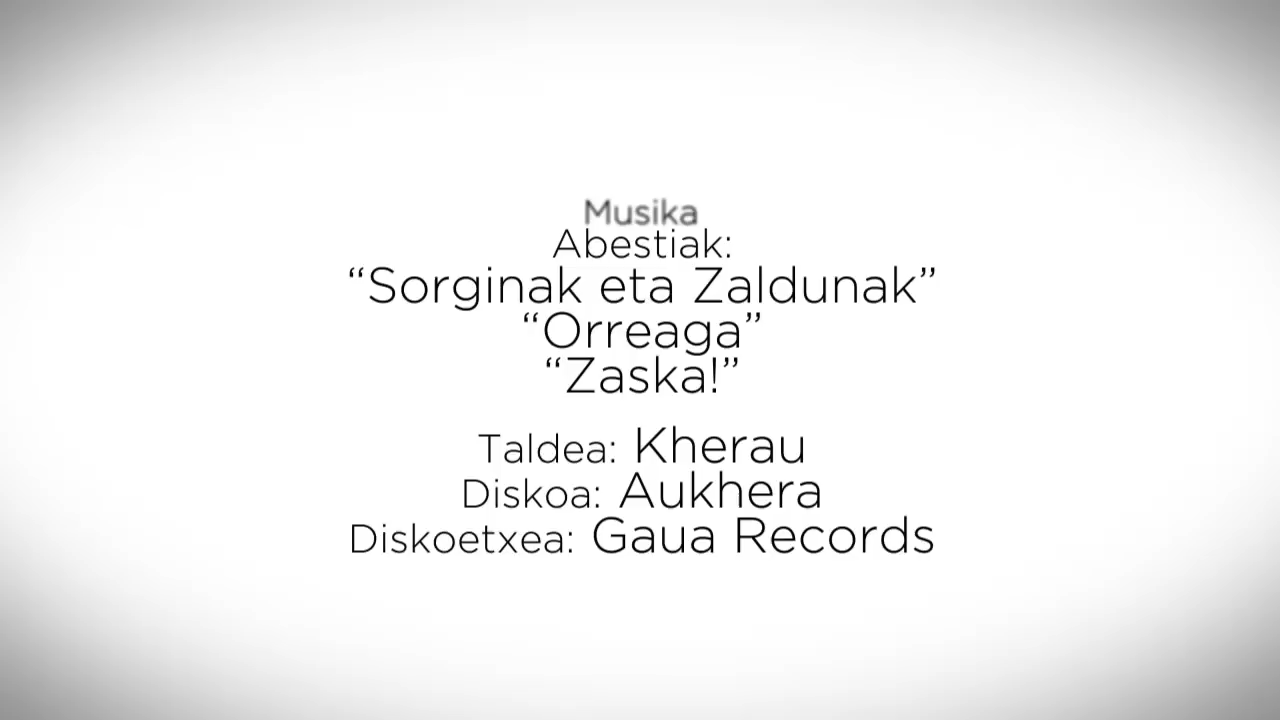 Musika
Abestiak:
“Sorginak eta Zaldunak”
“Orreaga”
“Zaska!”
Taldea: Kherau
Diskoa: Aukhera
Diskoetxea: Gaua Records